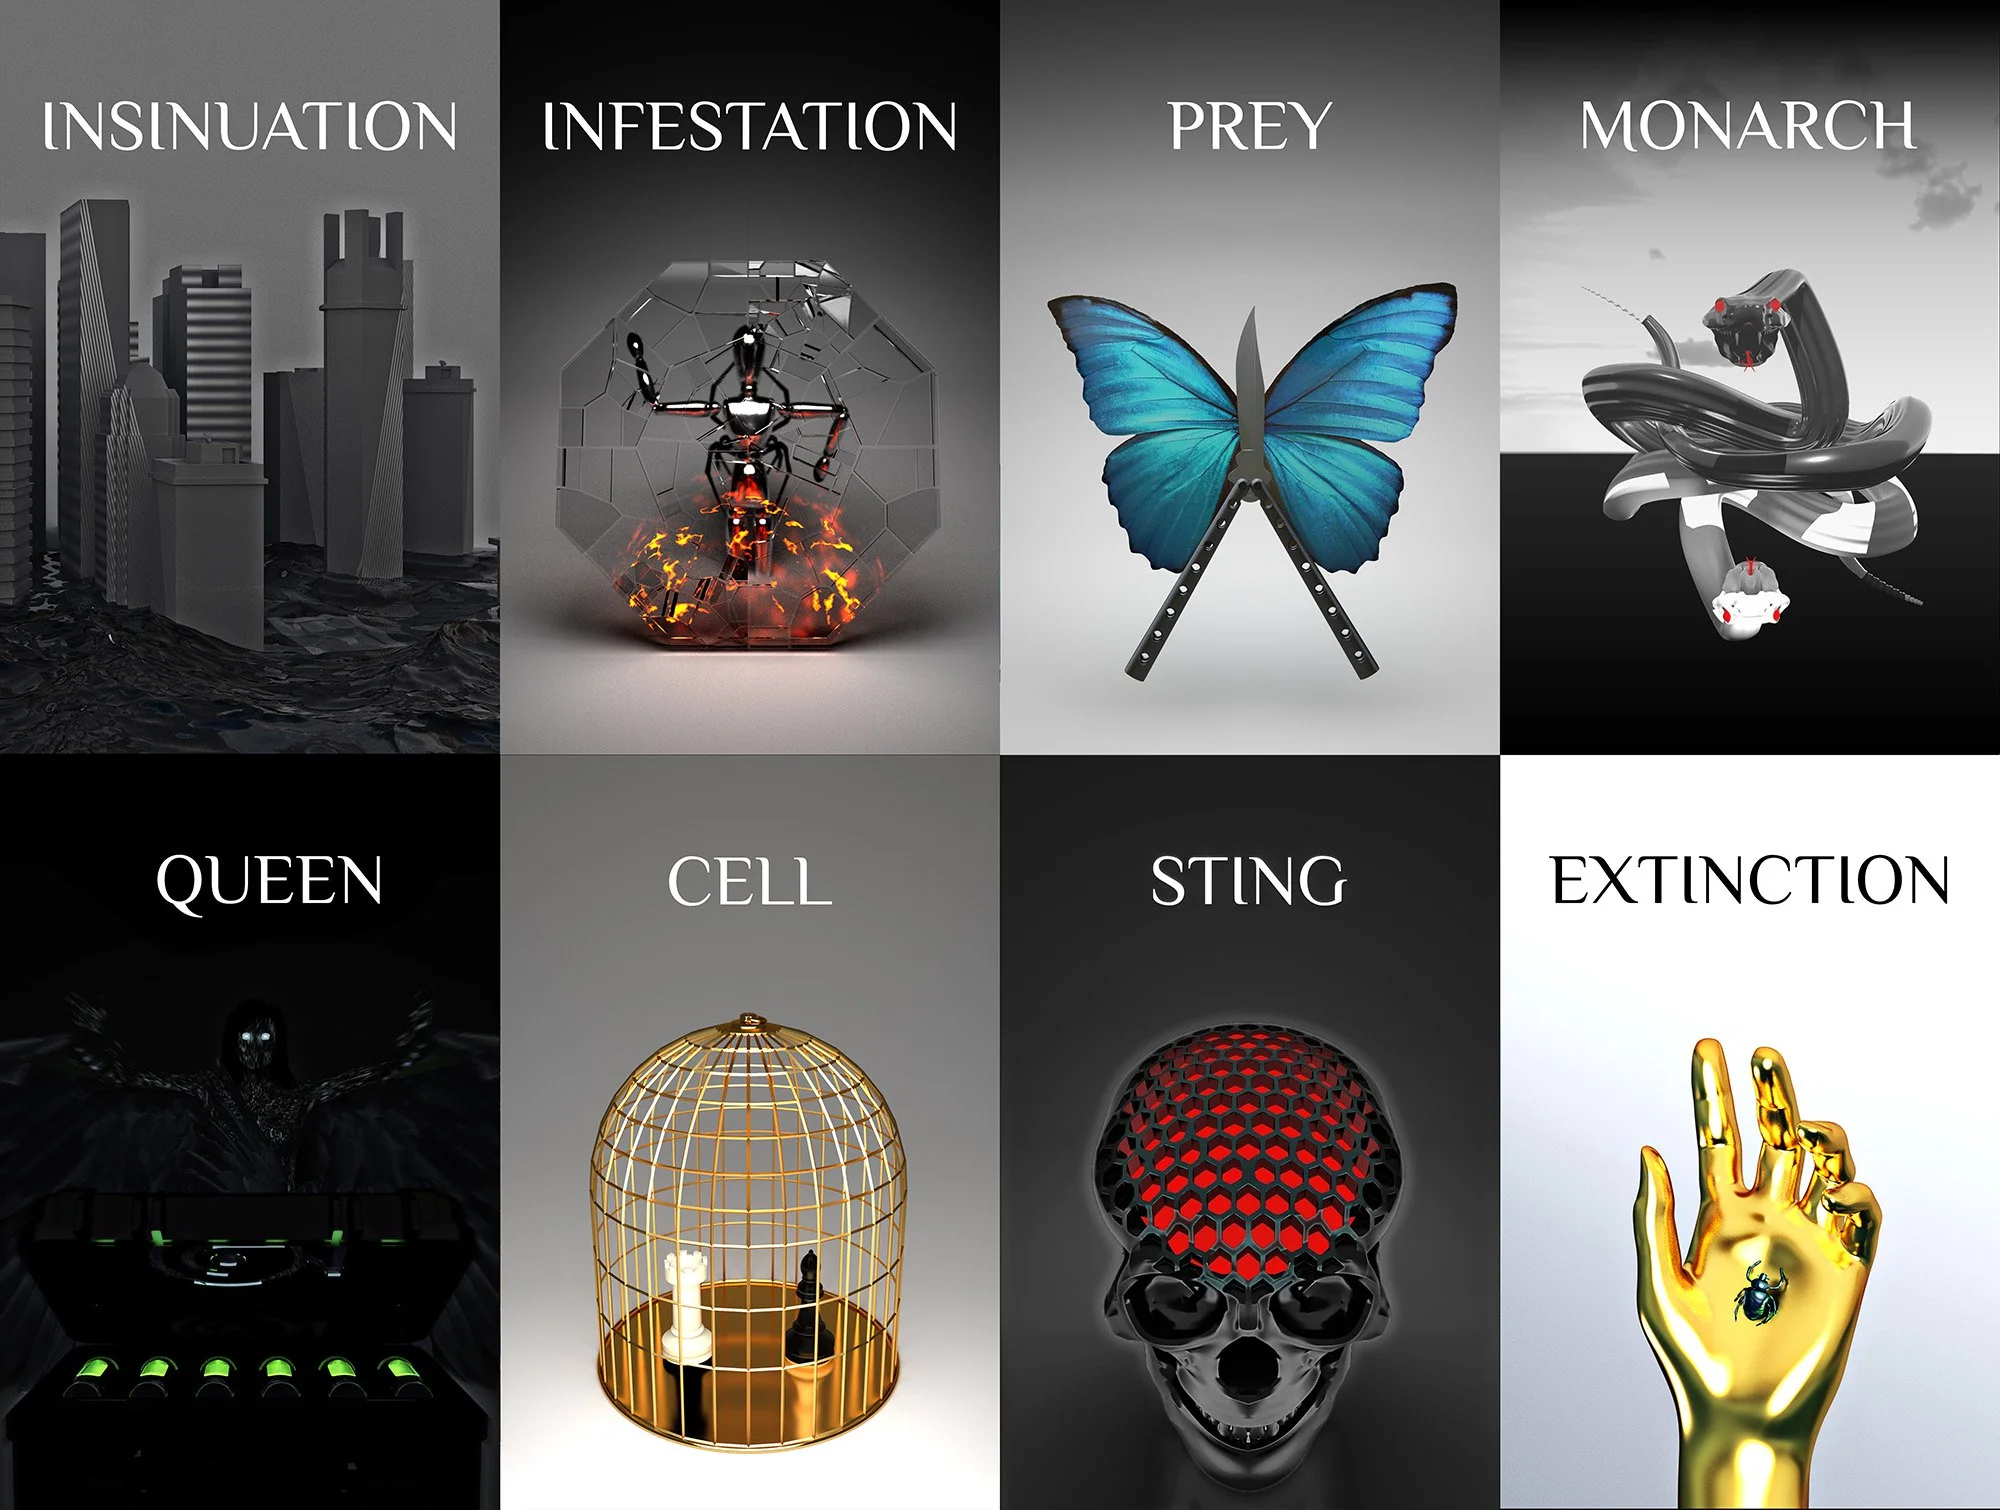 INSINUATION
INFESTATION
PREY
MONARCH
QUEEN
CELL
STING
EXTINCTION